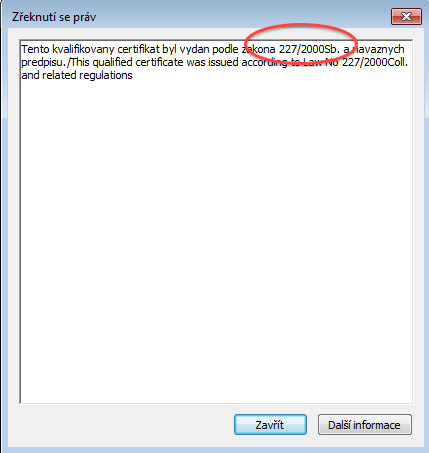 Zřeknutí se práv
Tento kvalifikovany certifikat byl vydan podle zakona 227/2000Sb. a navaznych
predpisu./This qualified certificate was issued according to Law No 227/2000Coll.
and related regulations
Zavřít
Další informace